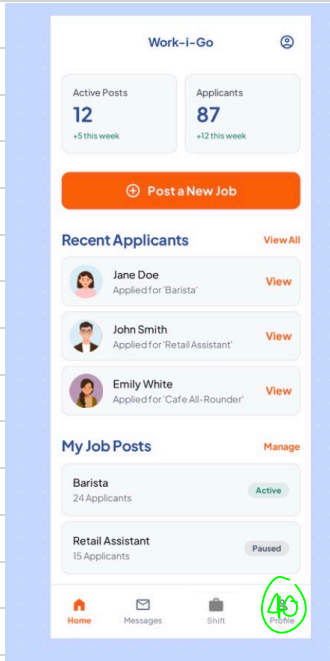 Work-i-Go
Active Posts
12
+5 this week
Applicants
87
+12 this week
Post a New Job
Recent Applicants
View All
Jane Doe
Applied for 'Barista'
View
John Smith
Applied for 'Retail Assistant'
View
Emily White
Applied for 'Cafe All-Rounder'
View
My Job Posts
Manage
Barista
24 Applicants
Active
Retail Assistant
15 Applicants
Paused
40
Home
Messages
Shift
Profile